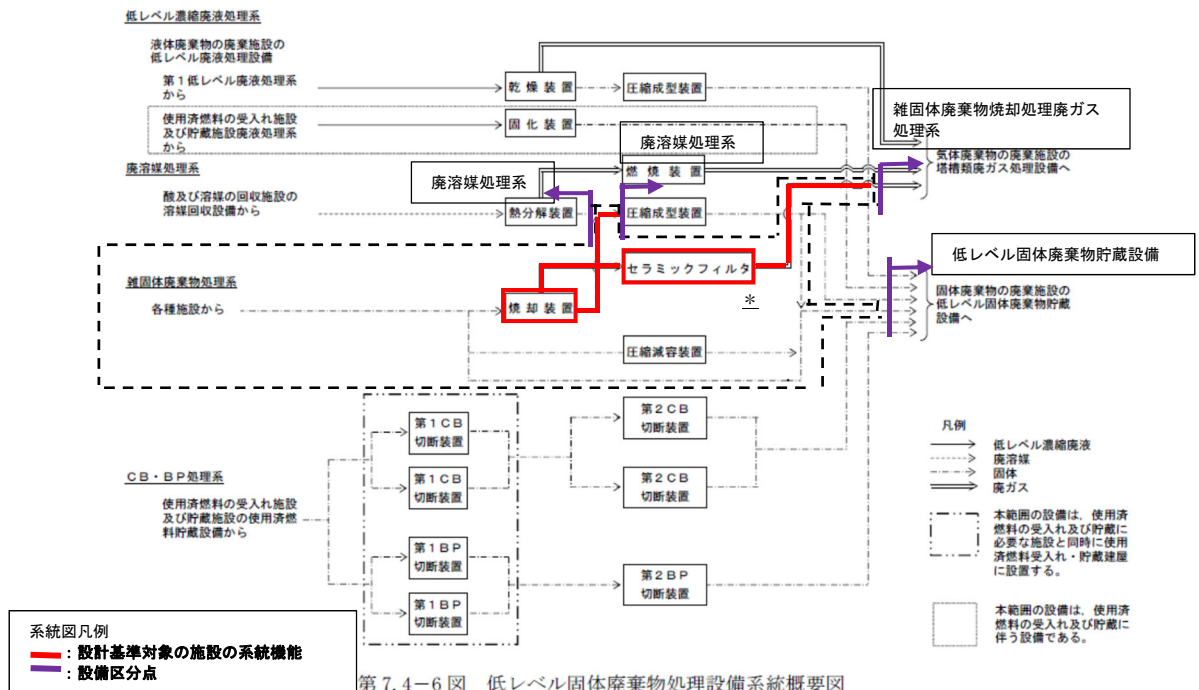 低レベル濃縮廃液処理系
液体廃棄物の廃棄施設の
低レベル廃液処理設備
第1低レベル廃液処理系
から
乾燥装置
圧縮成型装置
使用済燃料の受入れ施設
及び貯蔵施設廃液処理系
から
固化装置
雑固体廃棄物焼却処理廃ガス
処理系
廃溶媒処理系
気体廃棄物の廃棄施設の
塔槽類廃ガス処理設備へ
廃溶媒処理系
燃焼装置
廃溶媒処理系
酸及び溶媒の回収施設の
溶媒回収設備から
熱分解装置
圧縮成型装置
低レベル固体廃棄物貯蔵設備
セラミックフィルタ
雑固体廃棄物処理系
各種施設から
焼却装置
*
固体廃棄物の廃棄施設の
低レベル固体廃棄物貯蔵
設備へ
圧縮減容装置
第1CB
切断装置
第1CB
切断装置
第2CB
切断装置
第2CB
切断装置
CB・BP処理系
使用済燃料の受入れ施設
及び貯蔵施設の使用済燃
料貯蔵設備から
第1BP
切断装置
第1BP
切断装置
第2BP
切断装置
凡例
低レベル濃縮廃液
廃溶媒
固体
廃ガス
本範囲の設備は,使用済
燃料の受入れ及び貯蔵に
必要な施設と同時に使用
済燃料受入れ・貯蔵建屋
に設置する。
本範囲の設備は,使用済
燃料の受入れ及び貯蔵に
伴う設備である。
系統図凡例
:設計基準対象の施設の系統機能
:設備区分点
第7.4-6図 低レベル固体廃棄物処理設備系統概要図